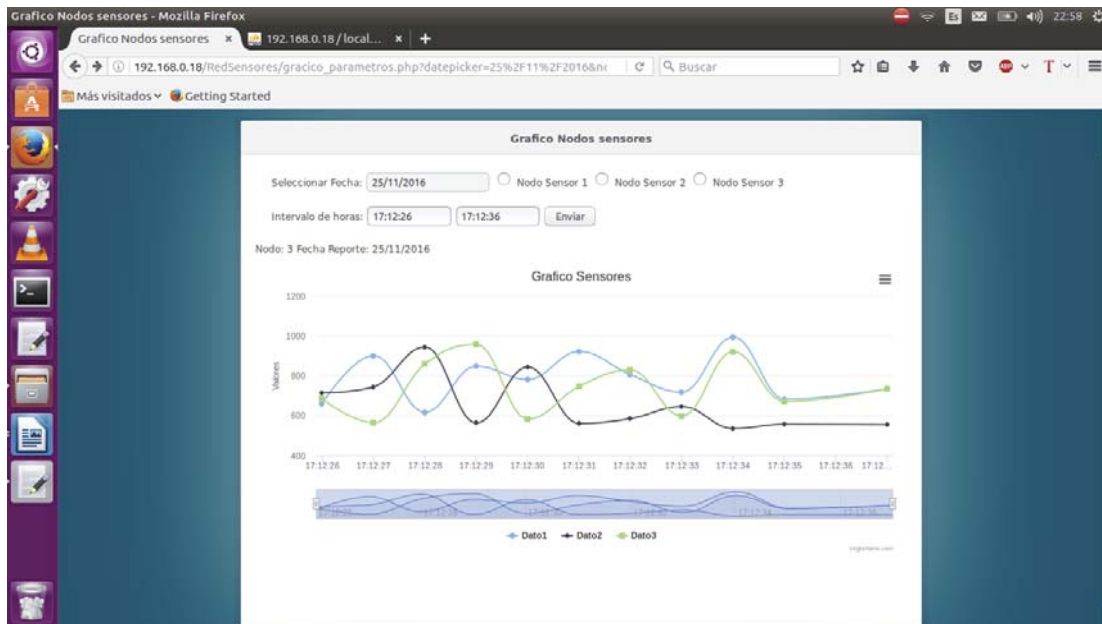 Grafico Nodos sensores - Mozilla Firefox
Es
22:58
Grafico Nodos sensores × 192.168.0.18 / local... × +
192.168.0.18/RedSensores/gracico_parametros.php?datepicker=25%2F11%2F2016&nc
Buscar
ABP
T
Más visitados
Getting Started
Grafico Nodos sensores
Seleccionar Fecha: 25/11/2016 Nodo Sensor 1 Nodo Sensor 2 Nodo Sensor 3
Intervalo de horas: 17:12:26 17:12:36 Enviar
Nodo: 3 Fecha Reporte: 25/11/2016
Grafico Sensores
1200
1000
800
600
400
Valores
17:12:26 17:12:27 17:12:28 17:12:29 17:12:30 17:12:31 17:12:32 17:12:33 17:12:34 17:12:35 17:12:36 17:12...
Dato1 Dato2 Dato3